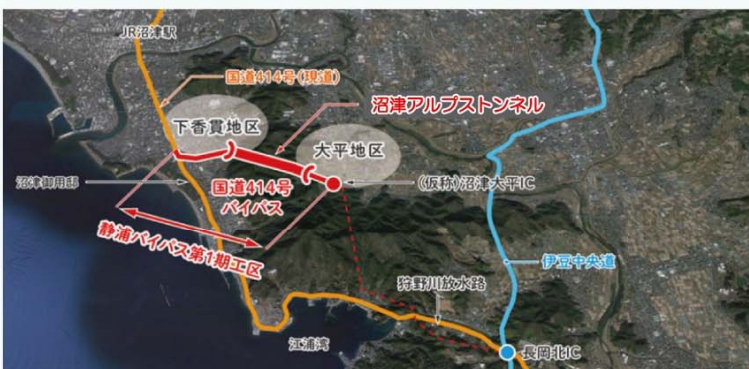 JR沼津駅
国道414号(現道)
沼津アルプストンネル
下香貫地区
大平地区
沼津御用邸
国道414号
バイパス
(仮称)沼津大平IC
静浦バイパス第1期工区
伊豆中央道
狩野川放水路
江浦湾
長岡北IC